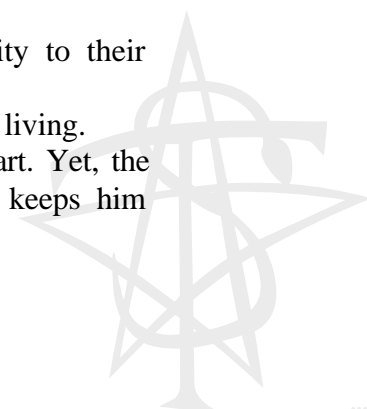 ity to their
living.
art. Yet, the
keeps him